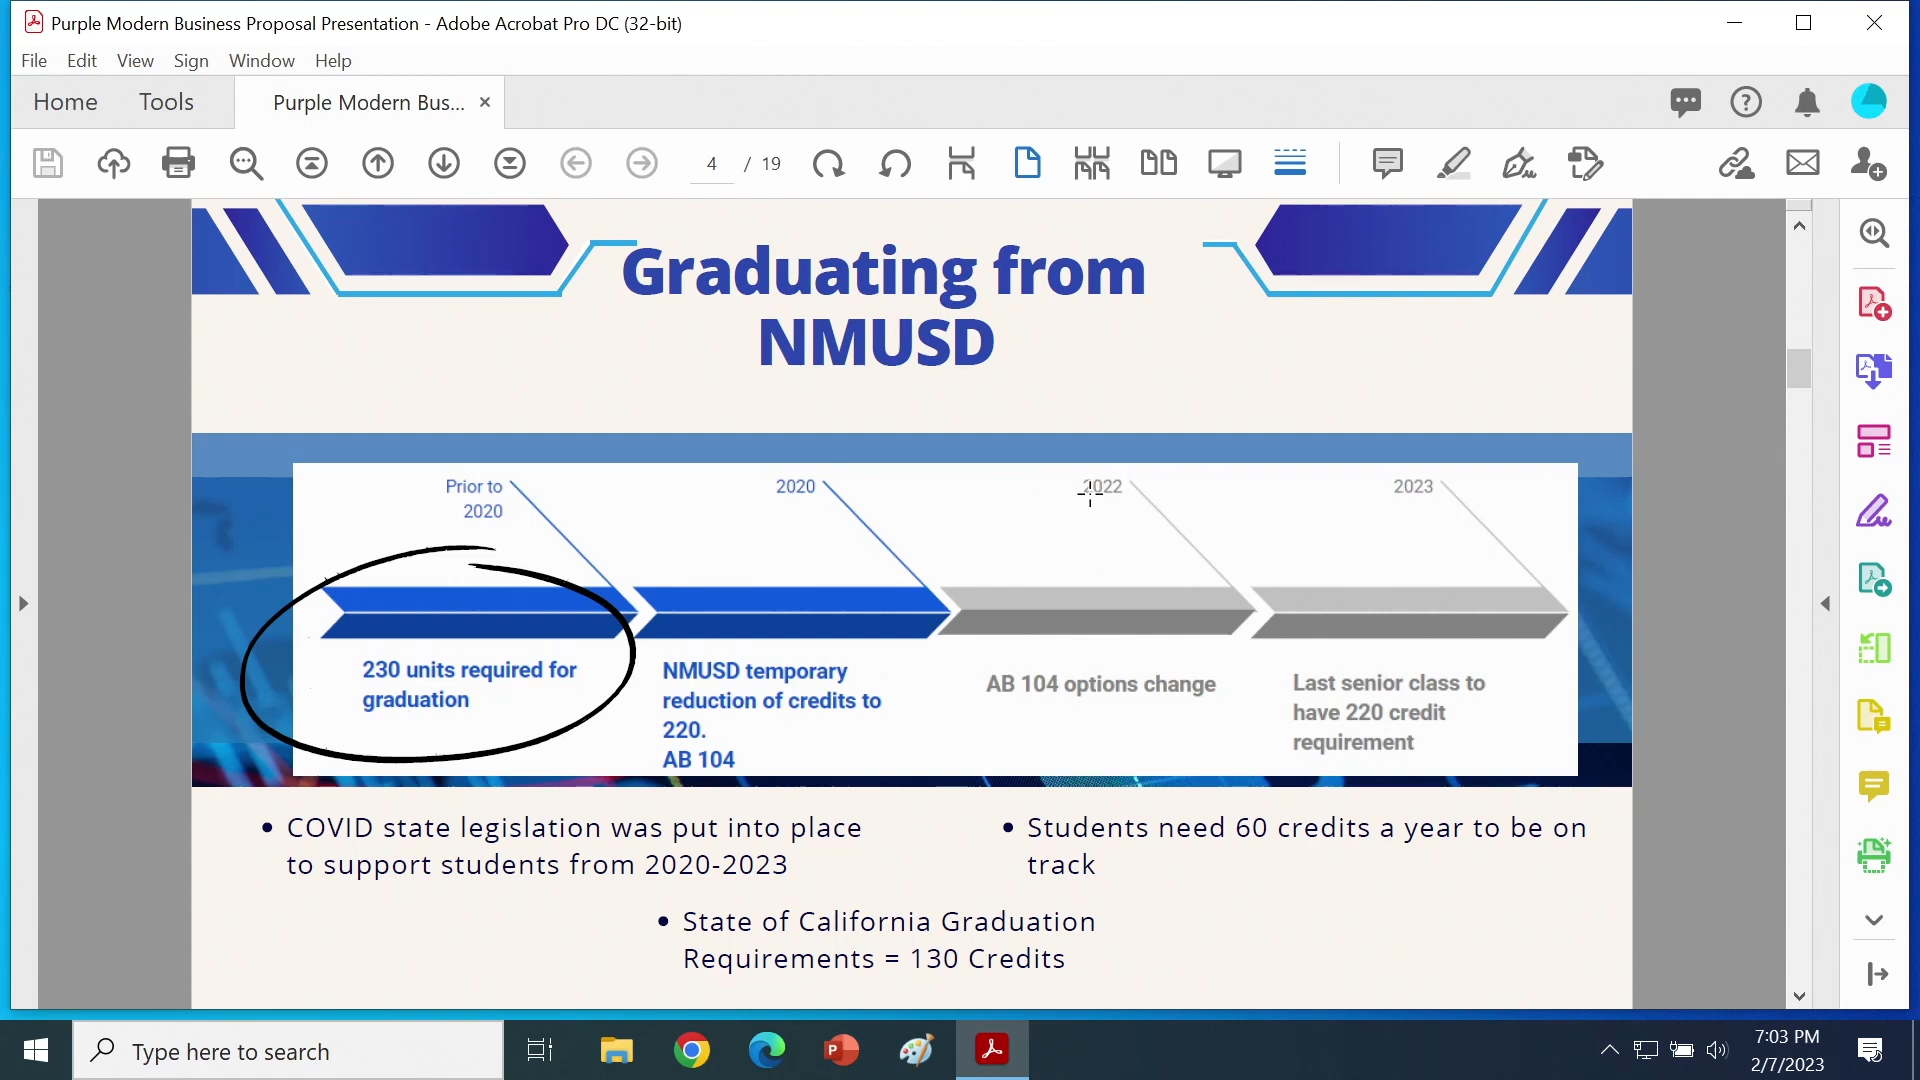 Purple Modern Business Proposal Presentation - Adobe Acrobat Pro DC (32-bit)
File Edit View Sign Window Help
Home Tools Purple Modern Bus... ×
4 / 19
Graduating from
NMUSD
Prior to
2020
2020
2022
2023
230 units required for
graduation
NMUSD temporary
reduction of credits to
220.
AB 104
AB 104 options change
Last senior class to
have 220 credit
requirement
• COVID state legislation was put into place
to support students from 2020-2023
• Students need 60 credits a year to be on
track
• State of California Graduation
Requirements = 130 Credits
Type here to search
7:03 PM
2/7/2023